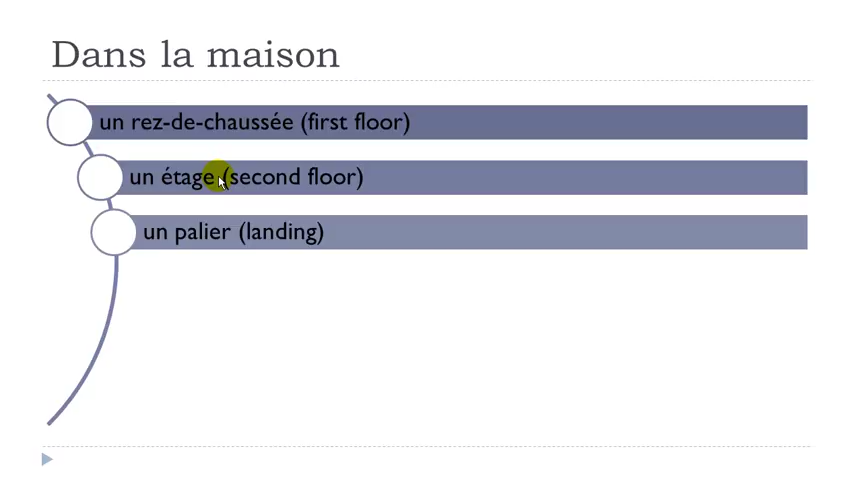 Dans la maison
un rez-de-chaussée (first floor)
un étage (second floor)
un palier (landing)